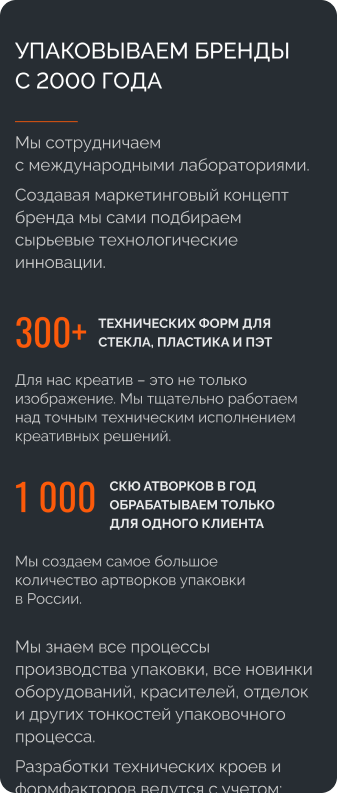 УПАКОВЫВАЕМ БРЕНДЫ
С 2000 ГОДА
Мы сотрудничаем
с международными лабораториями.
Создавая маркетинговый концепт
бренда мы сами подбираем
сырьевые технологические
инновации.
300+
ТЕХНИЧЕСКИХ ФОРМ ДЛЯ
СТЕКЛА, ПЛАСТИКА И ПЭТ
Для нас креатив – это не только
изображение. Мы тщательно работаем
над точным техническим исполнением
креативных решений.
1 000
СКЮ АТВОРКОВ В ГОД
ОБРАБАТЫВАЕМ ТОЛЬКО
ДЛЯ ОДНОГО КЛИЕНТА
Мы создаем самое большое
количество артворков упаковки
в России.
Мы знаем все процессы
производства упаковки, все новинки
оборудований, красителей, отделок
и других тонкостей упаковочного
процесса.
Разработки технических кроев и
формфакторов ведутся с учетом: